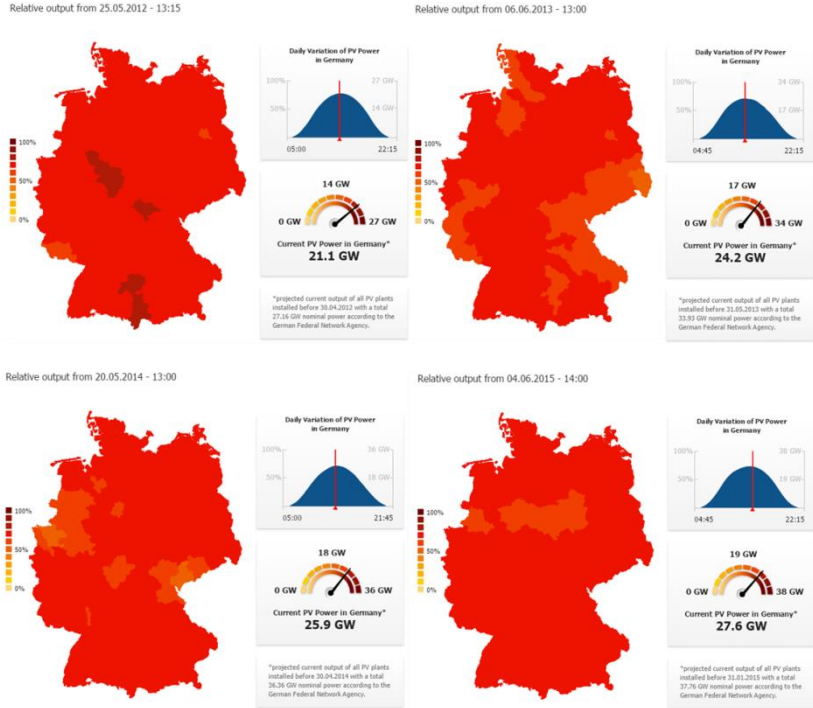 Relative output from 25.05.2012 - 13:15
Daily Variation of PV Power
in Germany
100%
27 GW
50%
14 GW
05:00
22:15
100%
50%
0%
14 GW
0 GW
27 GW
Current PV Power in Germany*
21.1 GW
*projected current output of all PV plants
installed before 30.04.2012 with a total
27.16 GW nominal power according to the
German Federal Network Agency.
Relative output from 06.06.2013 - 13:00
Daily Variation of PV Power
in Germany
100%
34 GW
50%
17 GW
04:45
22:15
100%
50%
0%
17 GW
0 GW
34 GW
Current PV Power in Germany*
24.2 GW
*projected current output of all PV plants
installed before 31.05.2013 with a total
33.93 GW nominal power according to the
German Federal Network Agency.
Relative output from 20.05.2014 - 13:00
Daily Variation of PV Power
in Germany
100%
36 GW
50%
18 GW
05:00
21:45
100%
50%
0%
18 GW
0 GW
36 GW
Current PV Power in Germany*
25.9 GW
*projected current output of all PV plants
installed before 30.04.2014 with a total
36.36 GW nominal power according to the
German Federal Network Agency.
Relative output from 04.06.2015 - 14:00
Daily Variation of PV Power
in Germany
100%
38 GW
50%
19 GW
04:45
22:15
100%
50%
0%
19 GW
0 GW
38 GW
Current PV Power in Germany*
27.6 GW
*projected current output of all PV plants
installed before 31.01.2015 with a total
37.76 GW nominal power according to the
German Federal Network Agency.